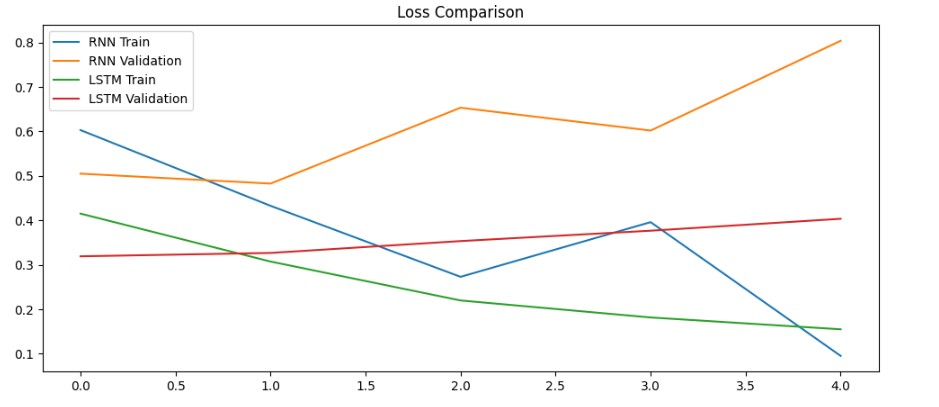 Loss Comparison
RNN Train
RNN Validation
LSTM Train
LSTM Validation
0.8
0.7
0.6
0.5
0.4
0.3
0.2
0.1
0.0 0.5 1.0 1.5 2.0 2.5 3.0 3.5 4.0